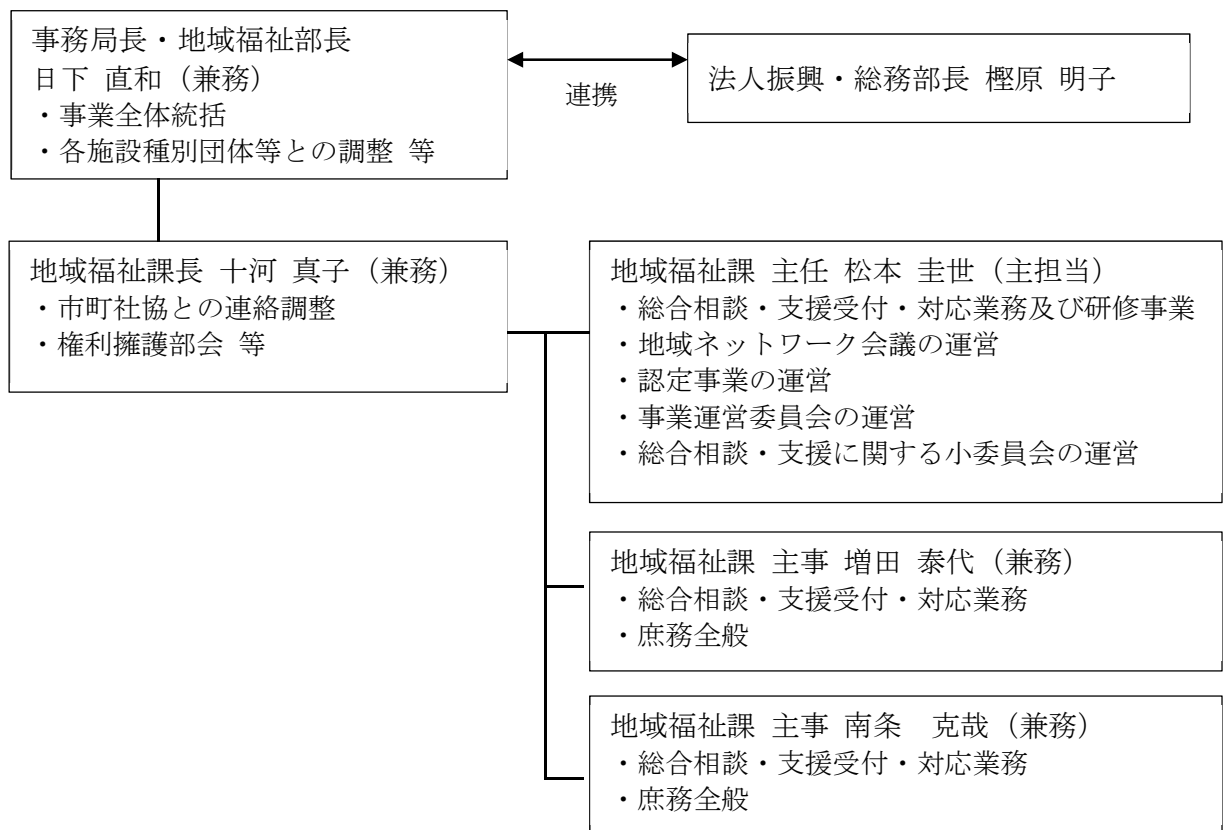 事務局長・地域福祉部長
日下 直和（兼務）
・事業全体統括
・各施設種別団体等との調整 等
連携
法人振興・総務部長 樫原 明子
地域福祉課長 十河 真子（兼務）
・市町社協との連絡調整
・権利擁護部会 等
地域福祉課 主任 松本 圭世（主担当）
・総合相談・支援受付・対応業務及び研修事業
・地域ネットワーク会議の運営
・認定事業の運営
・事業運営委員会の運営
・総合相談・支援に関する小委員会の運営
地域福祉課 主事 増田 泰代（兼務）
・総合相談・支援受付・対応業務
・庶務全般
地域福祉課 主事 南条　克哉（兼務）
・総合相談・支援受付・対応業務
・庶務全般